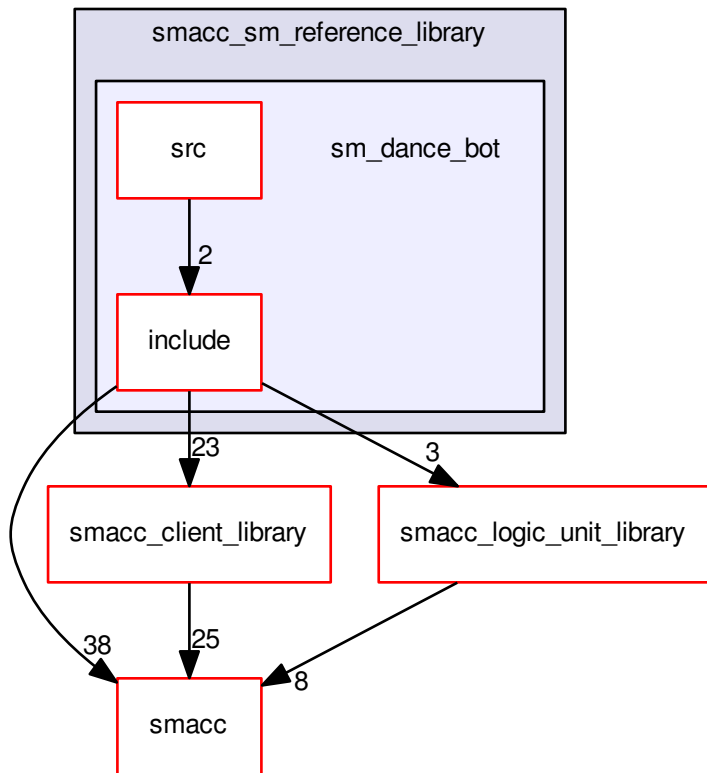 smacc_sm_reference_library
src
sm_dance_bot
2
include
23
3
smacc_client_library
smacc_logic_unit_library
38
25
8
smacc